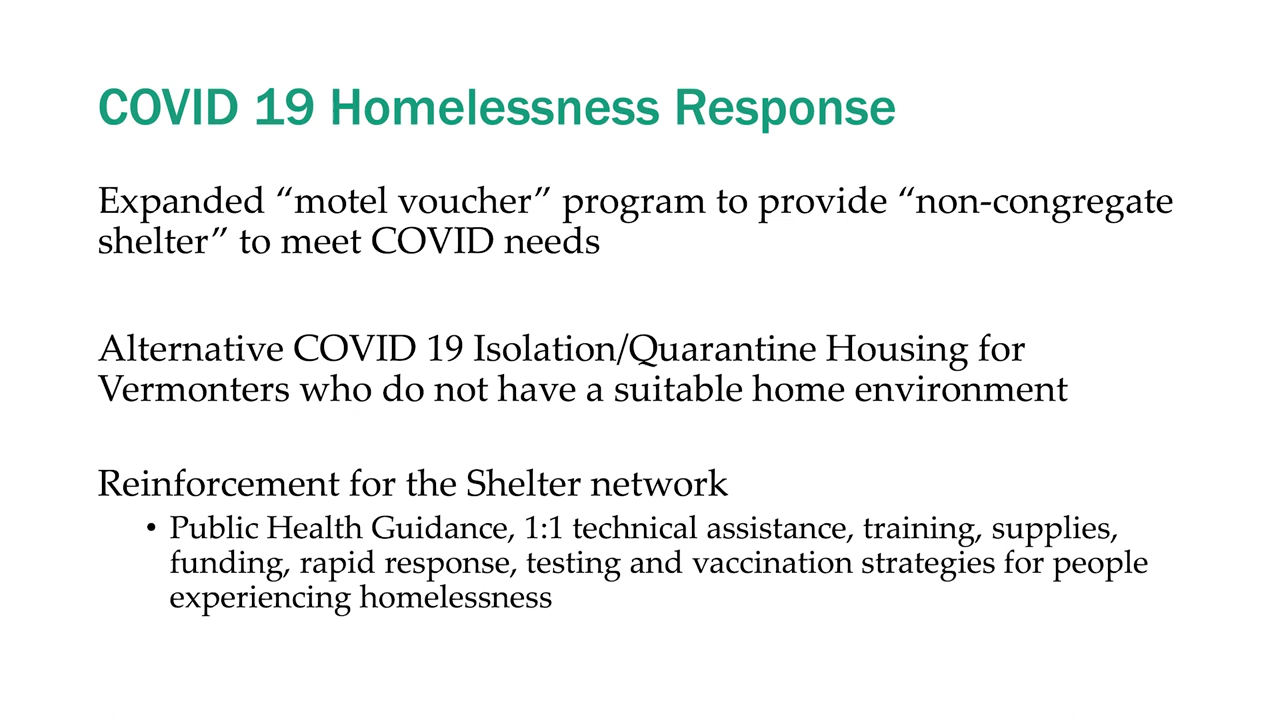 COVID 19 Homelessness Response
Expanded “motel voucher” program to provide “non-congregate
shelter” to meet COVID needs
Alternative COVID 19 Isolation/Quarantine Housing for
Vermonters who do not have a suitable home environment
Reinforcement for the Shelter network
• Public Health Guidance, 1:1 technical assistance, training, supplies,
funding, rapid response, testing and vaccination strategies for people
experiencing homelessness